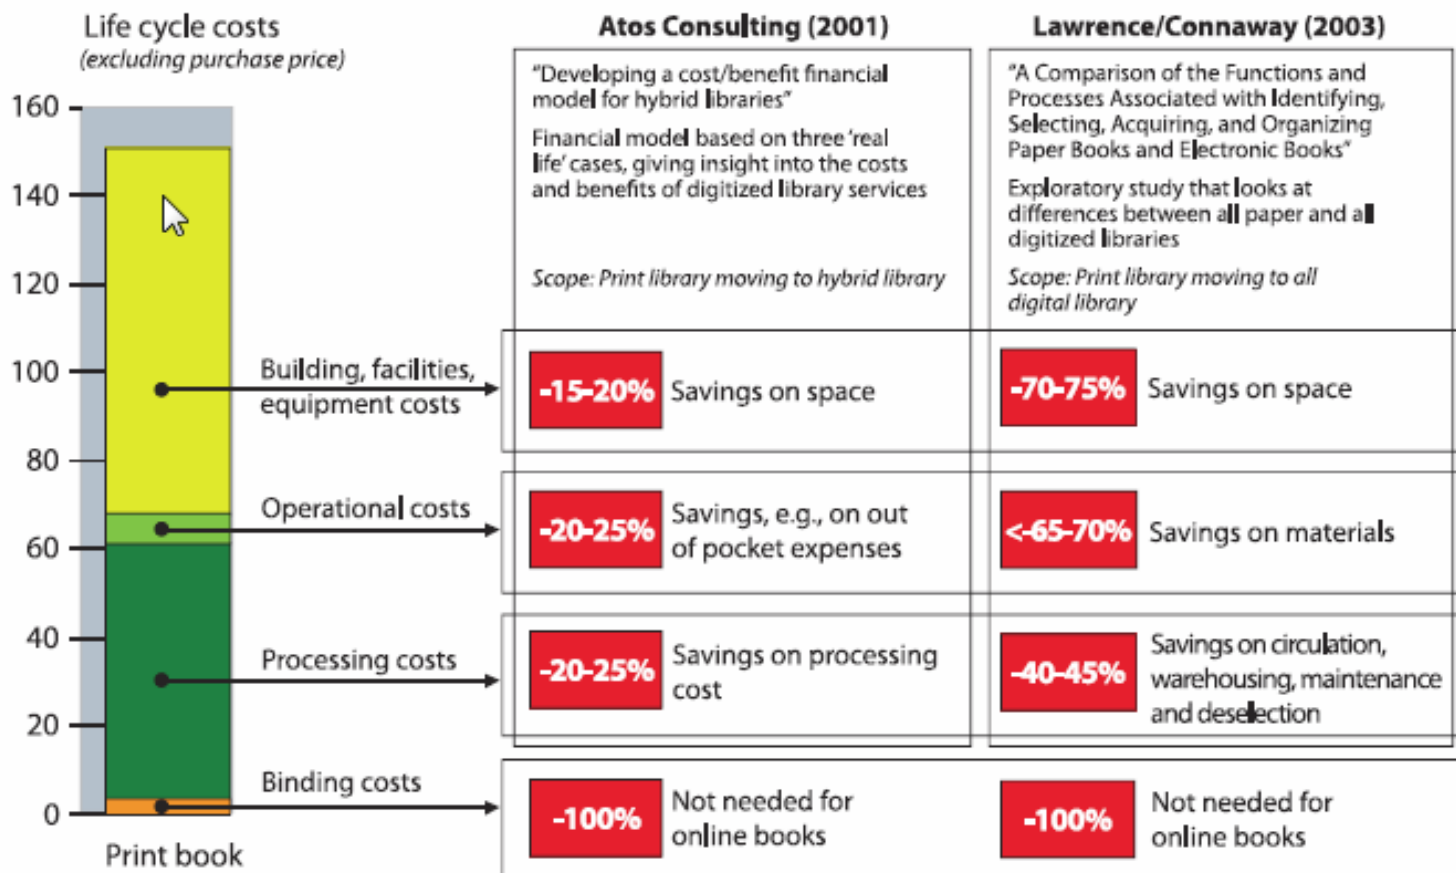 Life cycle costs
(excluding purchase price)
160
140
120
100
80
60
40
20
0
Print book
Building, facilities,
equipment costs
Operational costs
Processing costs
Binding costs
Atos Consulting (2001)
"Developing a cost/benefit financial
model for hybrid libraries"
Financial model based on three 'real
life' cases, giving insight into the costs
and benefits of digitized library services
Scope: Print library moving to hybrid library
-15-20%
Savings on space
-20-25%
Savings, e.g., on out
of pocket expenses
-20-25%
Savings on processing
cost
-100%
Not needed for
online books
Lawrence/Connaway (2003)
"A Comparison of the Functions and
Processes Associated with Identifying,
Selecting, Acquiring, and Organizing
Paper Books and Electronic Books"
Exploratory study that looks at
differences between all paper and all
digitized libraries
Scope: Print library moving to all
digital library
-70-75%
Savings on space
<-65-70%
Savings on materials
-40-45%
Savings on circulation,
warehousing, maintenance
and deselection
-100%
Not needed for
online books